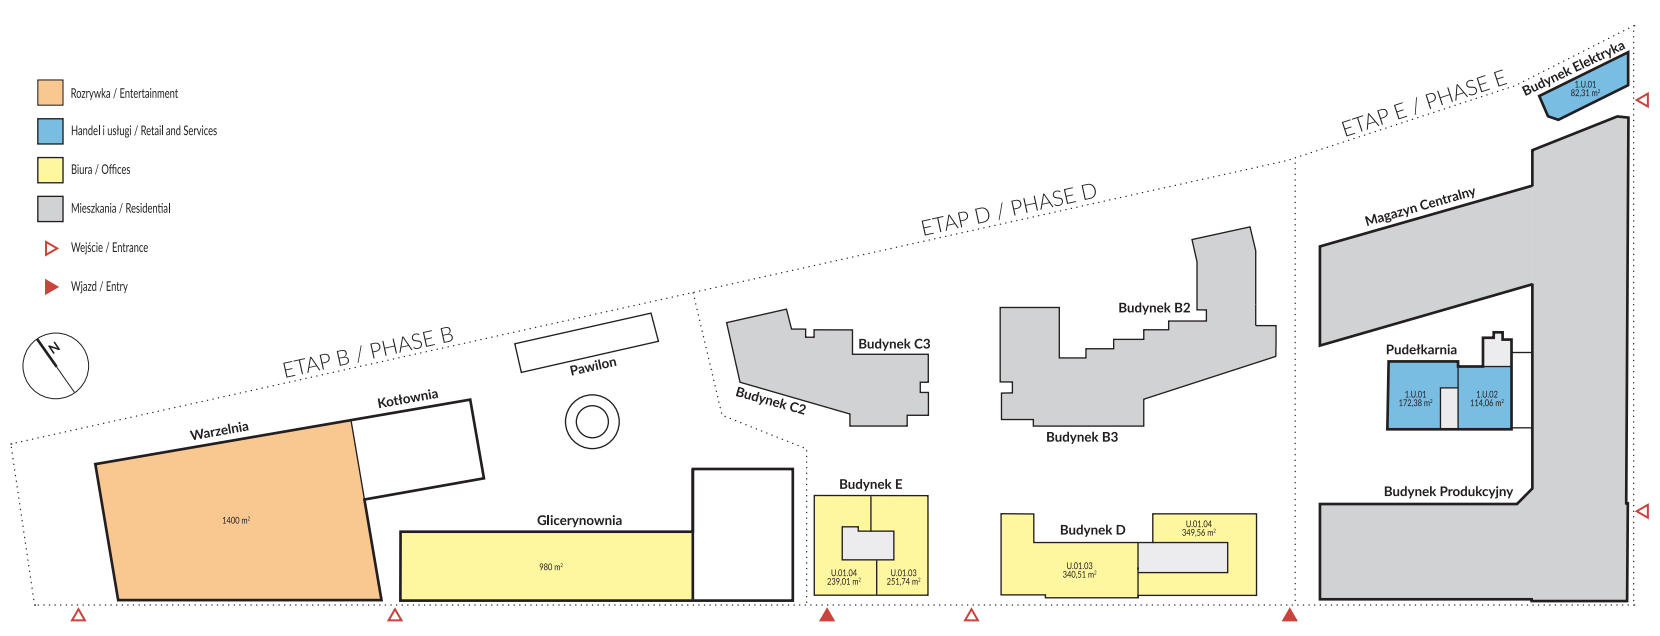 Rozrywka / Entertainment
Handel i usługi / Retail and Services
Biura / Offices
Mieszkania / Residential
Wejście / Entrance
Wjazd / Entry
N
ETAP B / PHASE B
ETAP D / PHASE D
ETAP E / PHASE E
Budynek Elektryka
1.U.01
82,31 m²
Magazyn Centralny
Budynek B2
Budynek C3
Pudełkarnia
1.U.01
172,38 m²
1.U.02
114,06 m²
Pawilon
Kotłownia
Budynek C2
Warzelnia
Budynek B3
Budynek E
Budynek Produkcyjny
1400 m²
Glicerynownia
980 m²
U.01.04
239,01 m²
U.01.03
251,74 m²
Budynek D
U.01.04
349,56 m²
U.01.03
340,51 m²